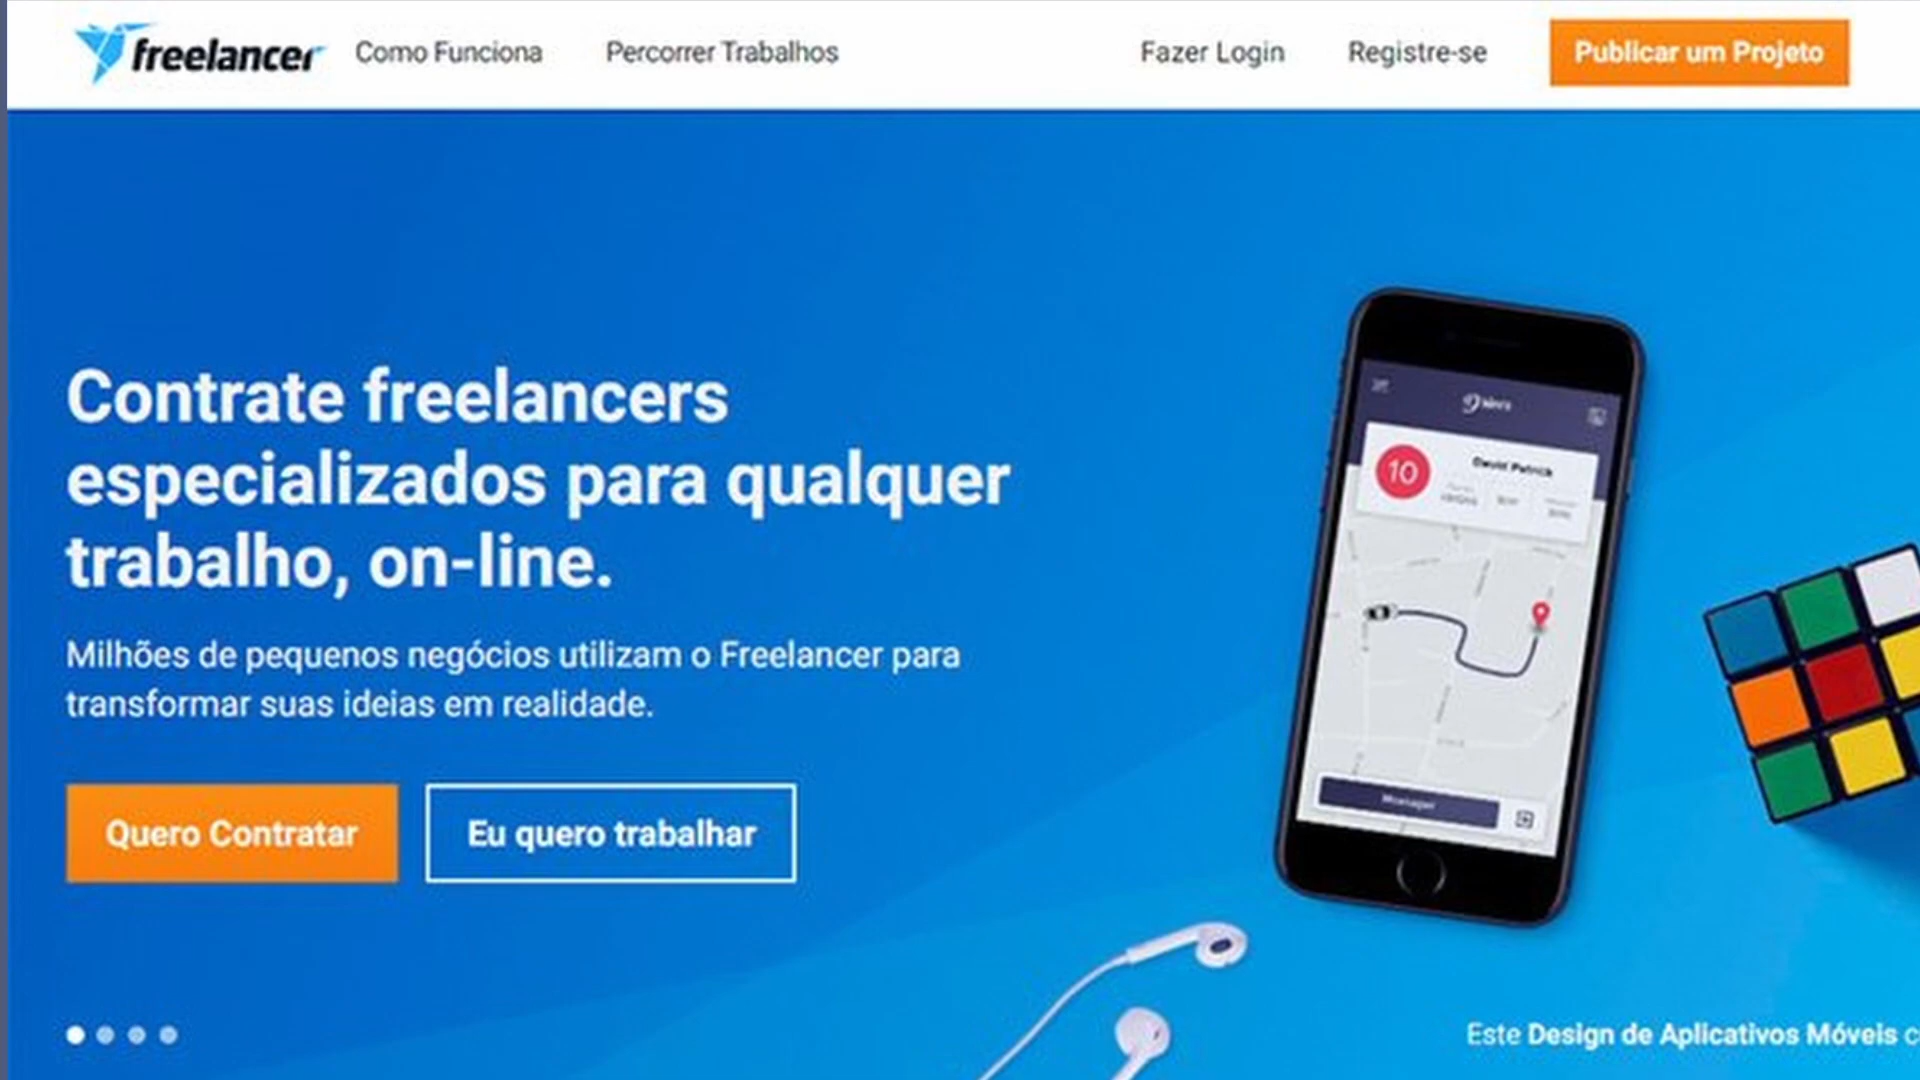 freelancer
Como Funciona
Percorrer Trabalhos
Fazer Login
Registre-se
Publicar um Projeto
Contrate freelancers
especializados para qualquer
trabalho, on-line.
Milhões de pequenos negócios utilizam o Freelancer para
transformar suas ideias em realidade.
Quero Contratar
Eu quero trabalhar
10
David Patrick
Este Design de Aplicativos Móveis